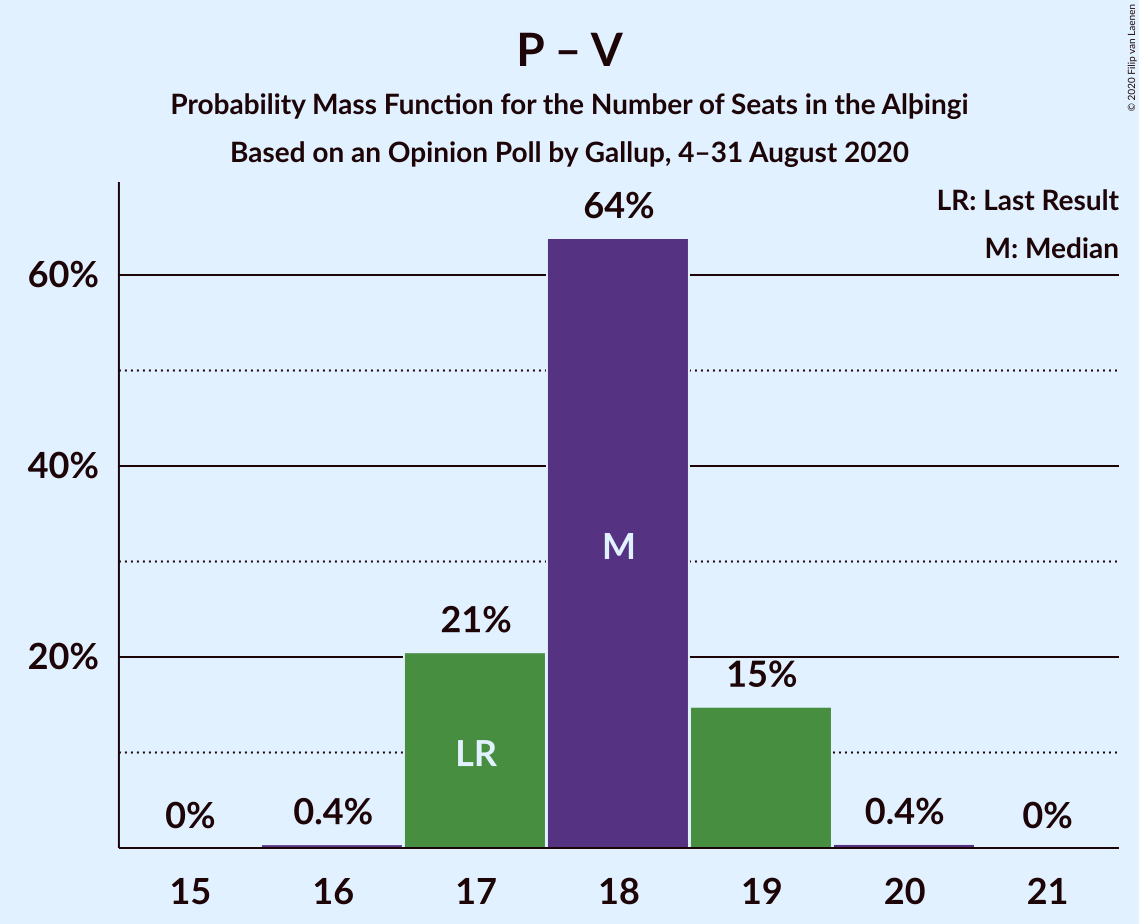 P – V
Probability Mass Function for the Number of Seats in the Alþingi
Based on an Opinion Poll by Gallup, 4–31 August 2020
© 2020 Filip van Laenen
LR: Last Result
M: Median
64%
60%
40%
M
21%
20%
15%
LR
0%
0.4%
0.4%
0%
15
16
17
18
19
20
21